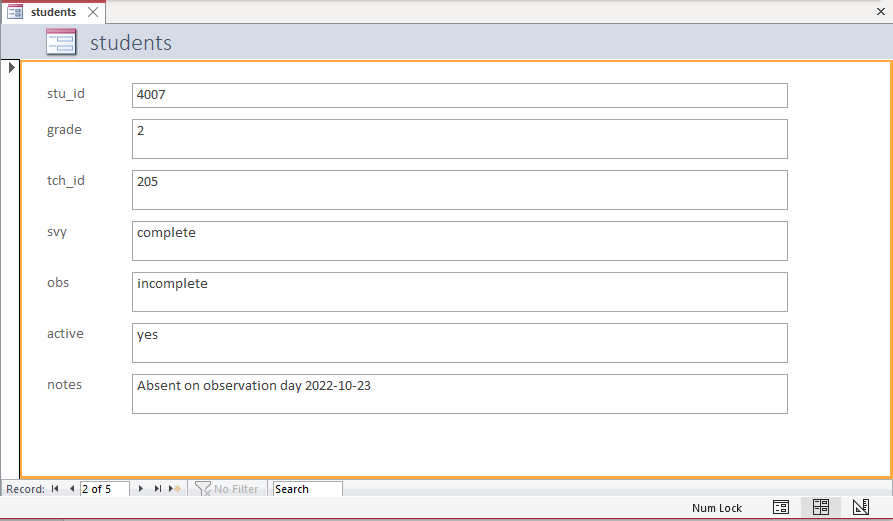 students
students
stu_id 4007
grade 2
tch_id 205
svy complete
obs incomplete
active yes
notes Absent on observation day 2022-10-23
Record: 2 of 5 No Filter Search
Num Lock